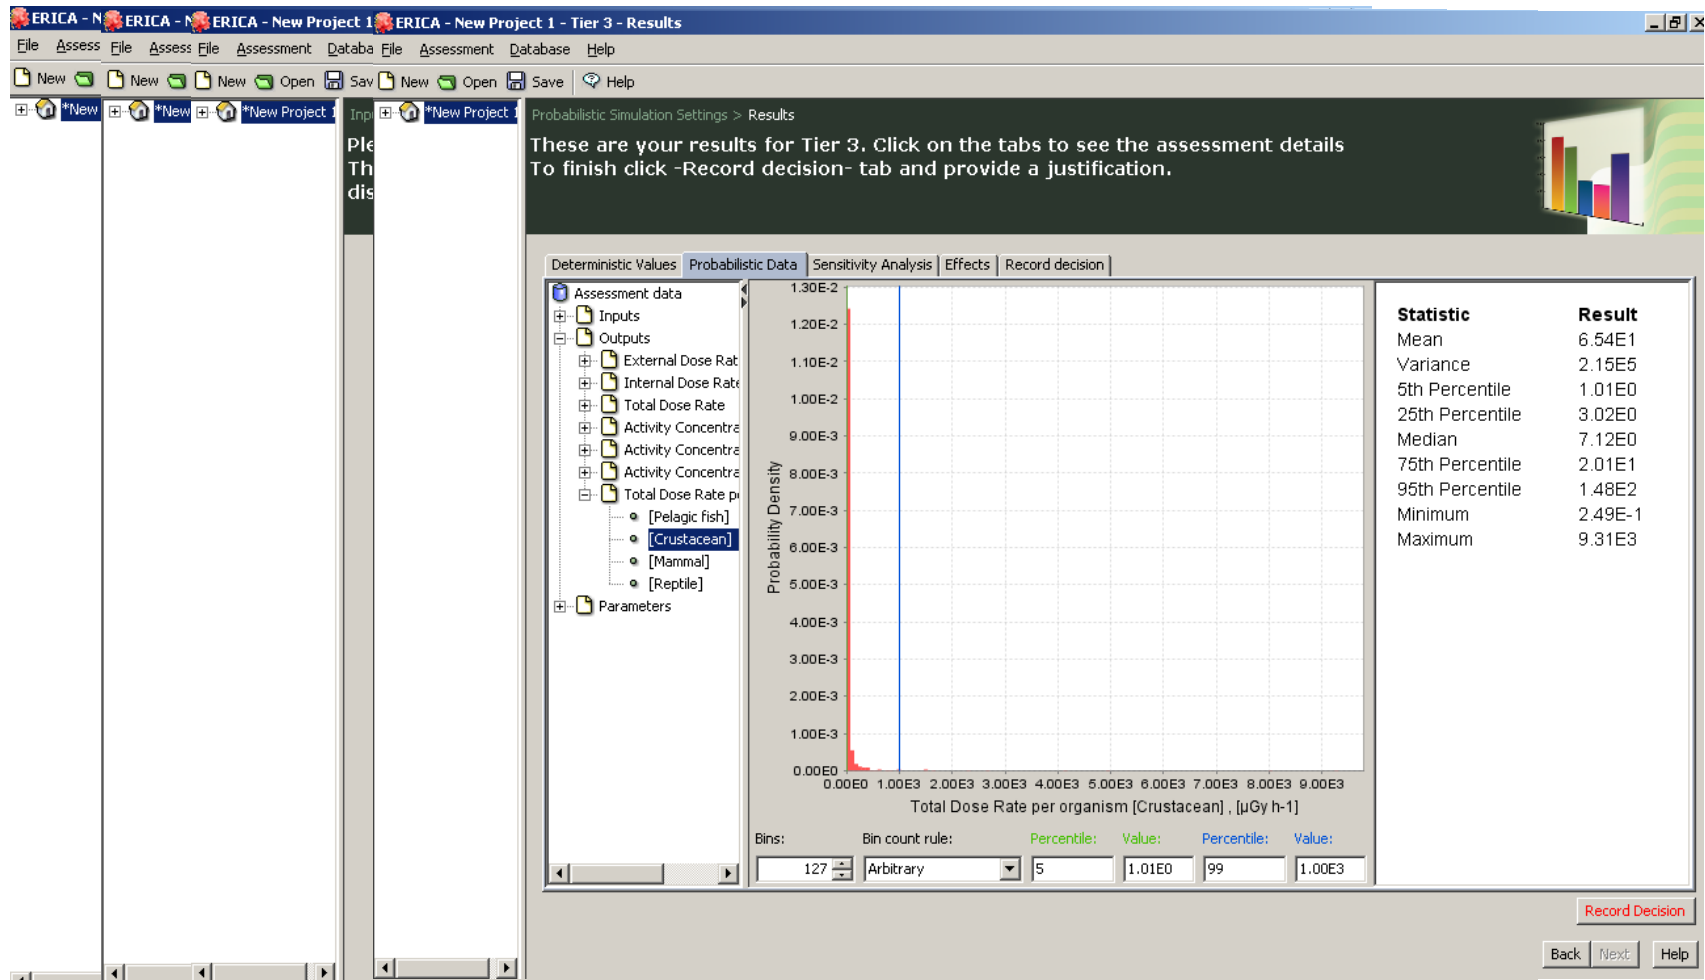 ERICA - N ERICA - N ERICA - New Project 1 ERICA - New Project 1 - Tier 3 - Results
File Assess File Assess File Assessment Databa File Assessment Database Help
New New New Open Sav New Open Save Help
*New *New *New Project 1 Inp *New Project 1 Probabilistic Simulation Settings > Results
Ple These are your results for Tier 3. Click on the tabs to see the assessment details
Th To finish click -Record decision- tab and provide a justification.
dis
Deterministic Values Probabilistic Data Sensitivity Analysis Effects Record decision
Assessment data
Inputs
Outputs
External Dose Rat
Internal Dose Rate
Total Dose Rate
Activity Concentra
Activity Concentra
Activity Concentra
Total Dose Rate pe
[Pelagic fish]
[Crustacean]
[Mammal]
[Reptile]
Parameters
1.30E-2
1.20E-2
1.10E-2
1.00E-2
9.00E-3
8.00E-3
7.00E-3
6.00E-3
5.00E-3
4.00E-3
3.00E-3
2.00E-3
1.00E-3
0.00E0
Probability Density
0.00E0 1.00E3 2.00E3 3.00E3 4.00E3 5.00E3 6.00E3 7.00E3 8.00E3 9.00E3
Total Dose Rate per organism [Crustacean] , [µGy h-1]
Bins: Bin count rule: Percentile: Value: Percentile: Value:
127 Arbitrary 5 1.01E0 99 1.00E3
Statistic Result
Mean 6.54E1
Variance 2.15E5
5th Percentile 1.01E0
25th Percentile 3.02E0
Median 7.12E0
75th Percentile 2.01E1
95th Percentile 1.48E2
Minimum 2.49E-1
Maximum 9.31E3
Record Decision
Back Next Help